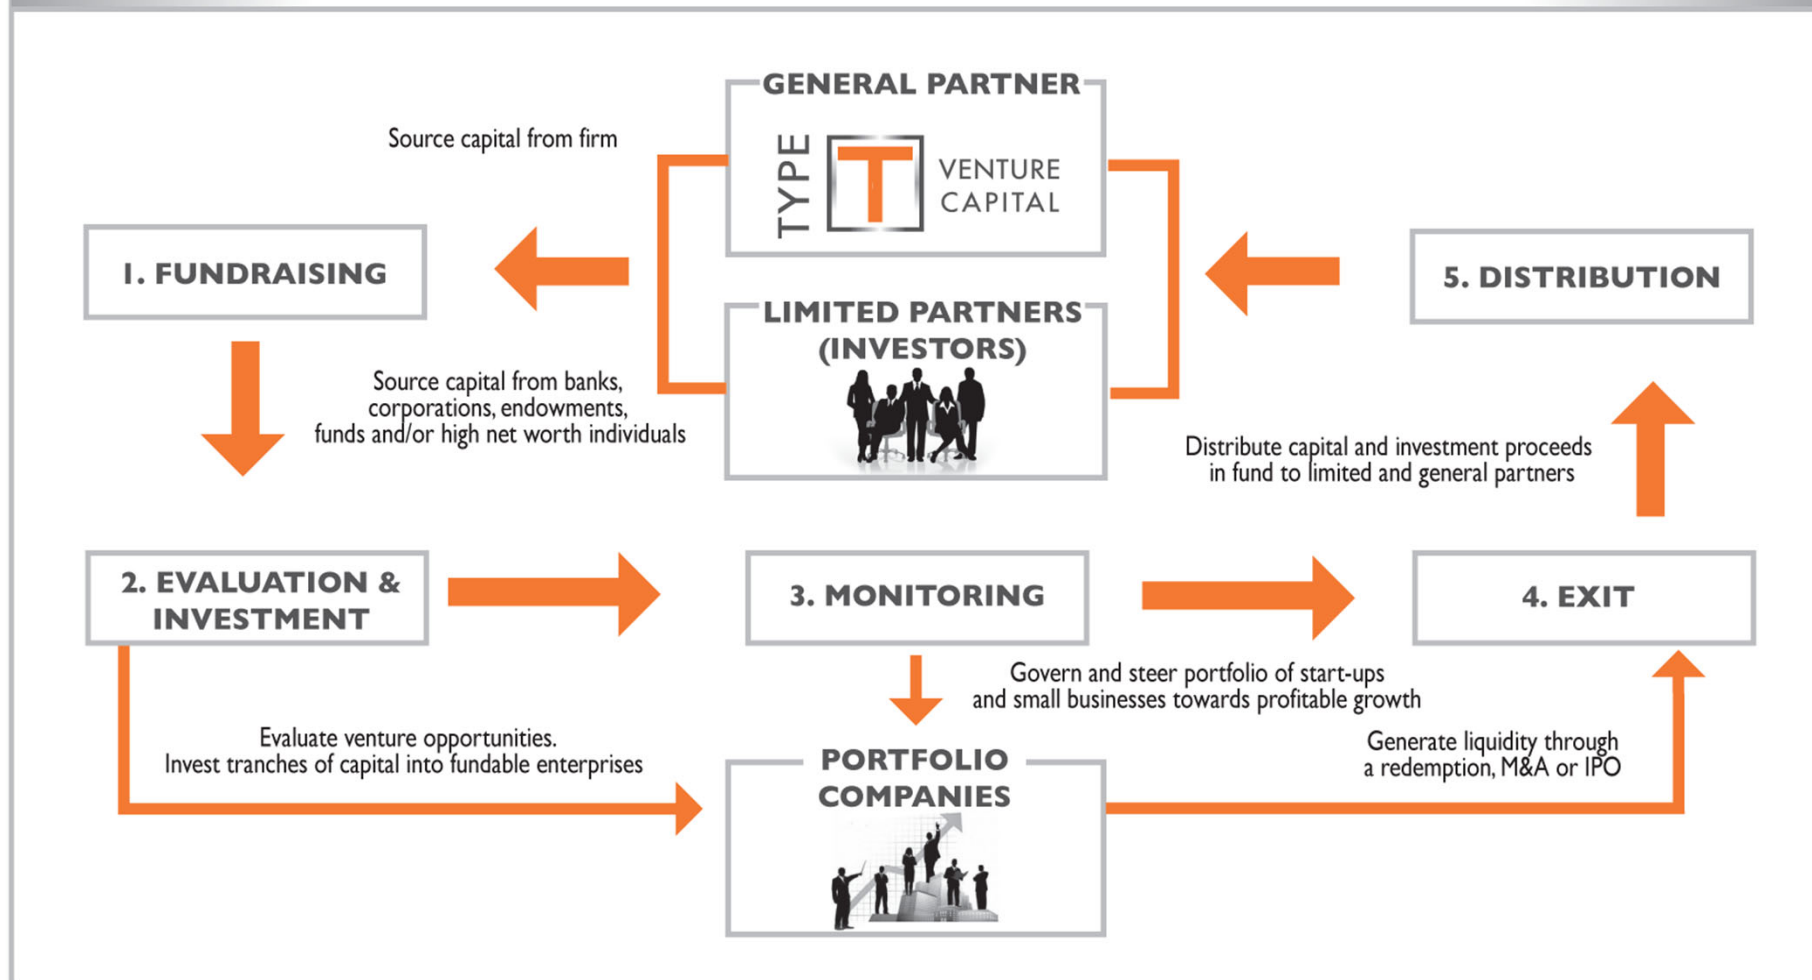 GENERAL PARTNER
Source capital from firm
TYPE
T
VENTURE
CAPITAL
1. FUNDRAISING
5. DISTRIBUTION
LIMITED PARTNERS
(INVESTORS)
Source capital from banks,
corporations, endowments,
funds and/or high net worth individuals
Distribute capital and investment proceeds
in fund to limited and general partners
2. EVALUATION &
INVESTMENT
3. MONITORING
4. EXIT
Govern and steer portfolio of start-ups
and small businesses towards profitable growth
Evaluate venture opportunities.
Invest tranches of capital into fundable enterprises
Generate liquidity through
a redemption, M&A or IPO
PORTFOLIO
COMPANIES